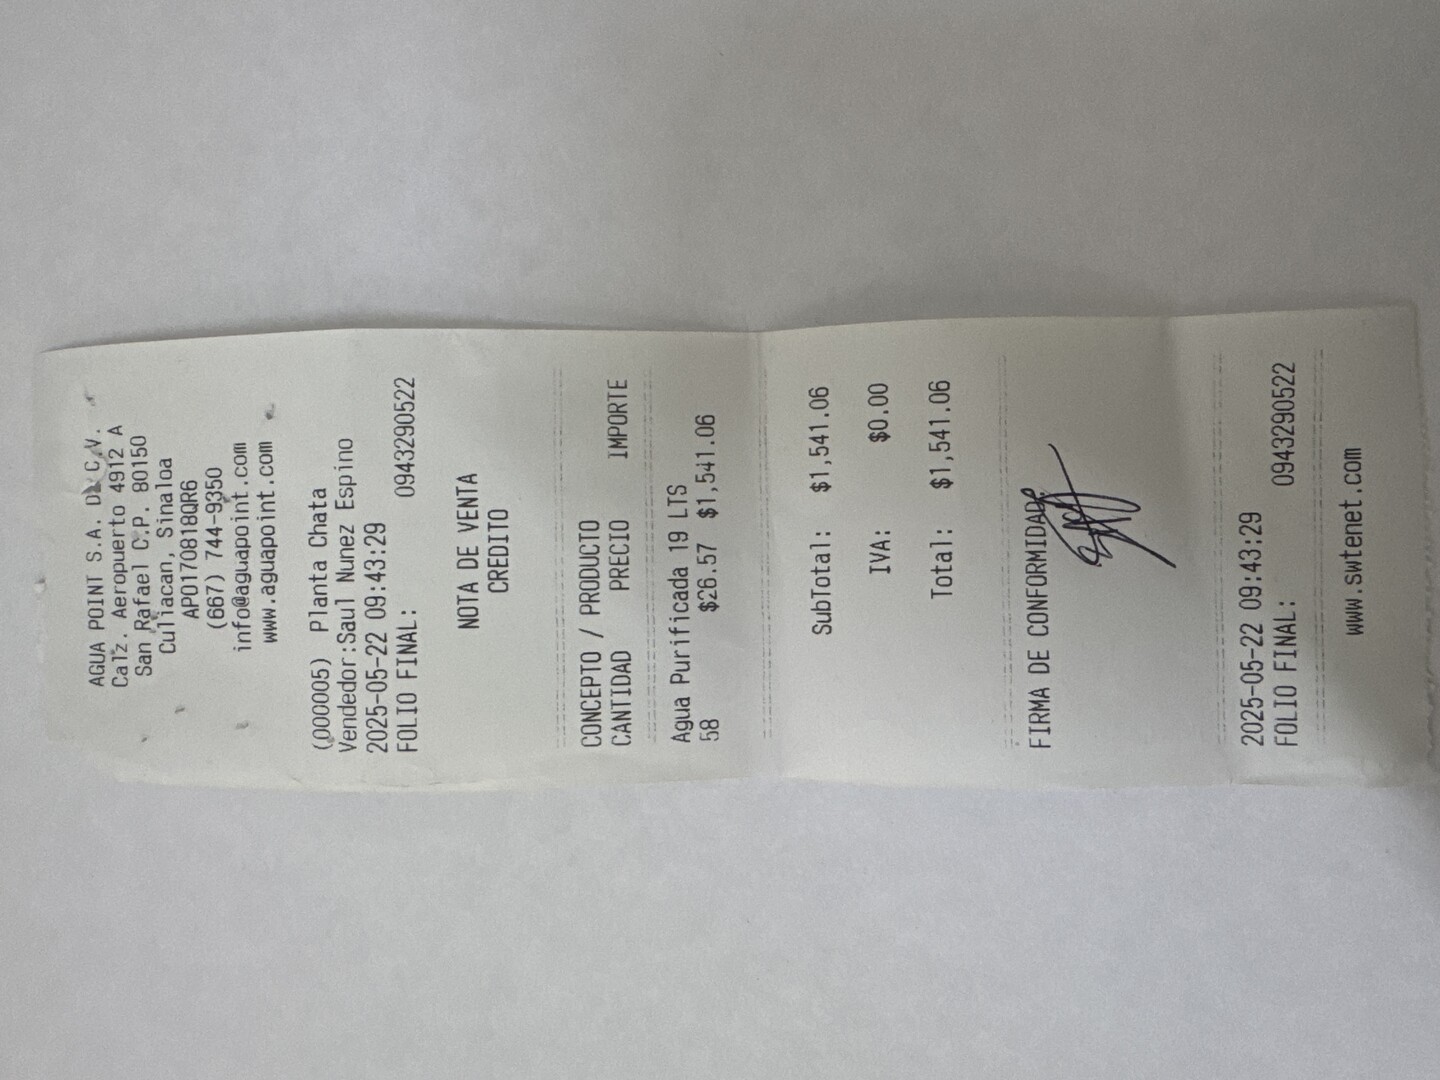 AGUA POINT S.A. DE C.V.
Calz. Aeropuerto 4912 A
San Rafael C.P. 80150
Culiacan, Sinaloa
APO170818QR6
(667) 744-9350
info@aguapoint.com
www.aguapoint.com
(000005) Planta Chata
Vendedor:Saul Nunez Espino
2025-05-22 09:43:29
FOLIO FINAL: 0943290522
NOTA DE VENTA
CREDITO
CONCEPTO / PRODUCTO
CANTIDAD PRECIO IMPORTE
Agua Purificada 19 LTS
58 $26.57 $1,541.06
SubTotal: $1,541.06
IVA: $0.00
Total: $1,541.06
FIRMA DE CONFORMIDAD
2025-05-22 09:43:29
FOLIO FINAL: 0943290522
www.swtenet.com